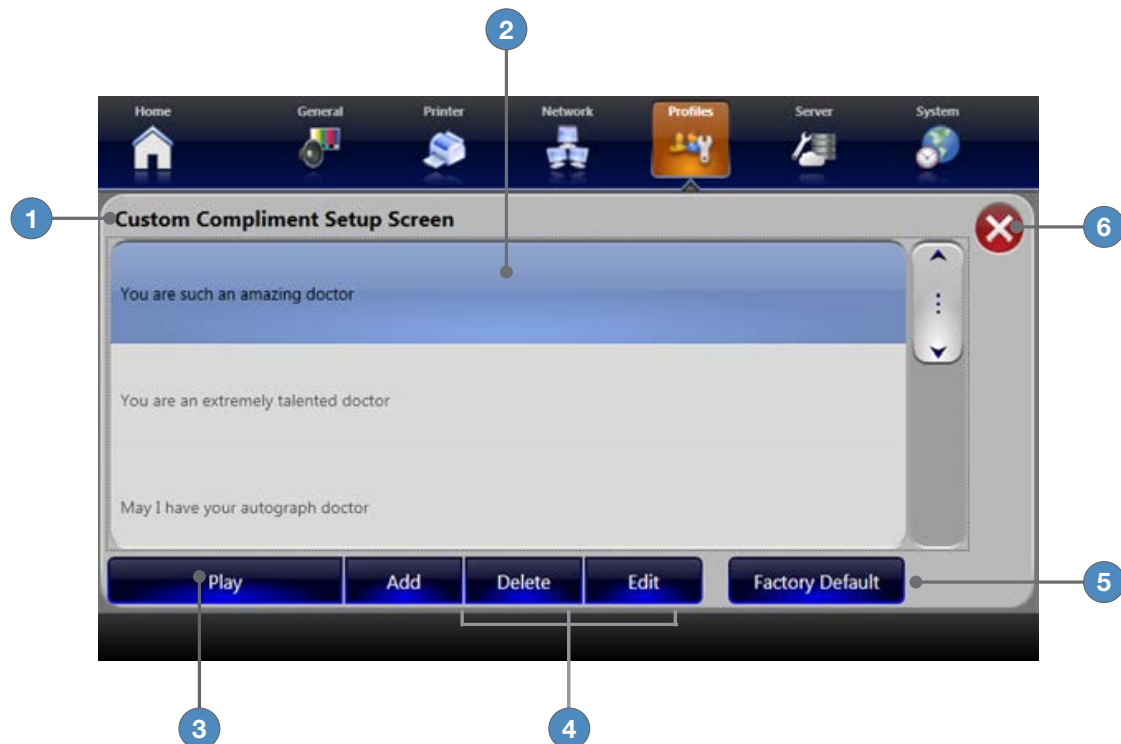 2
Home General Printer Network Profiles Server System
1
Custom Compliment Setup Screen
6
You are such an amazing doctor
You are an extremely talented doctor
May I have your autograph doctor
Play Add Delete Edit Factory Default
5
3
4